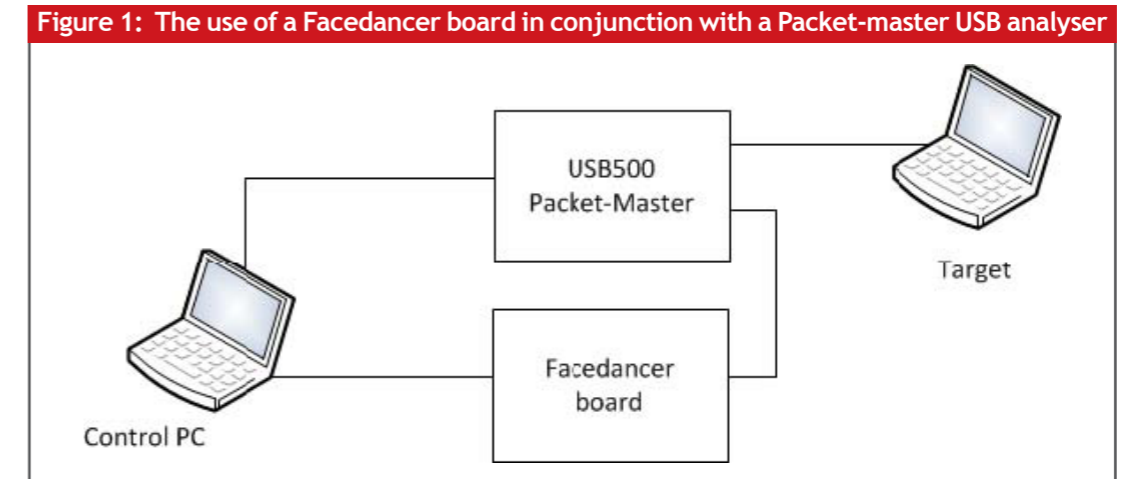 Figure 1: The use of a Facedancer board in conjunction with a Packet-master USB analyser
USB500
Packet-Master
Target
Facedancer
board
Control PC